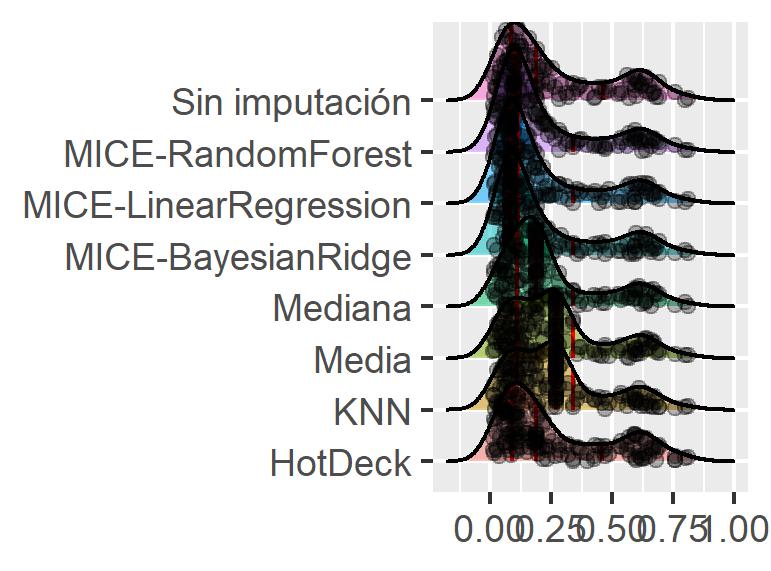 Sin imputación
MICE-RandomForest
MICE-LinearRegression
MICE-BayesianRidge
Mediana
Media
KNN
HotDeck
0.00 0.25 0.50 0.75 1.00